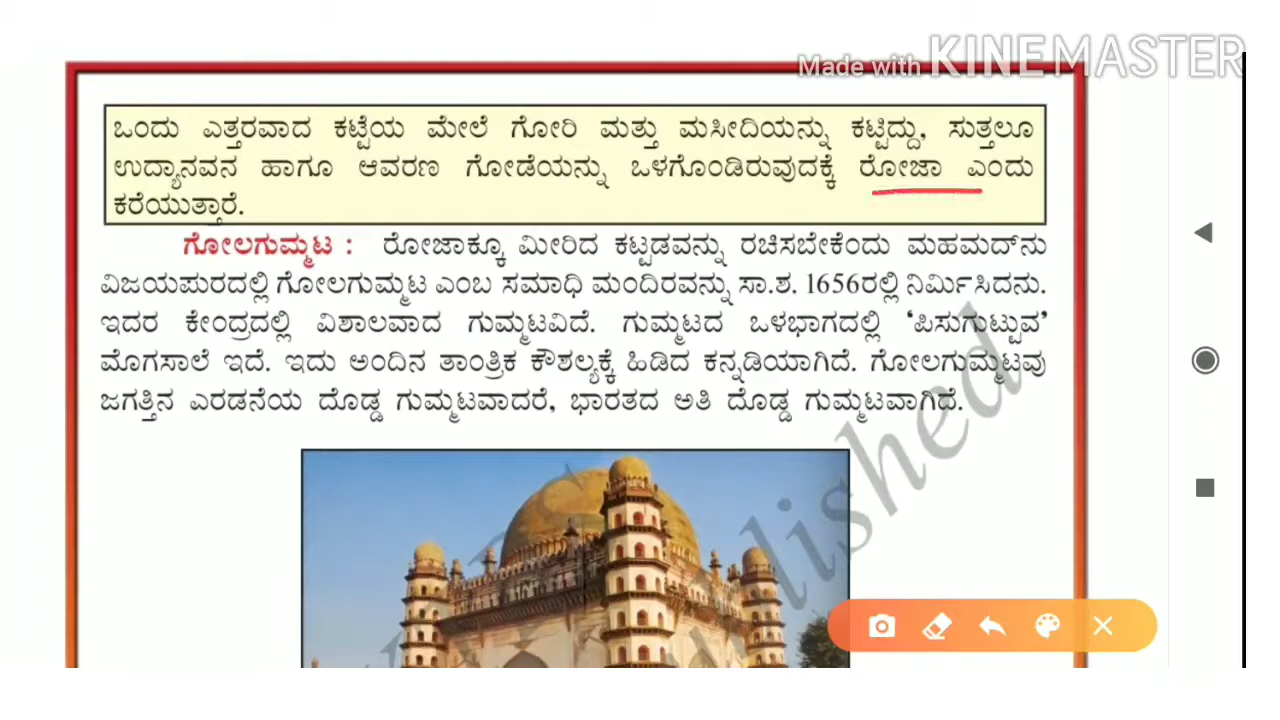 Made with KINEMASTER
ಒಂದು ಎತ್ತರವಾದ ಕಟ್ಟೆಯ ಮೇಲೆ ಗೋರಿ ಮತ್ತು ಮಸೀದಿಯನ್ನು ಕಟ್ಟಿದ್ದು, ಸುತ್ತಲೂ
ಉದ್ಯಾನವನ ಹಾಗೂ ಆವರಣ ಗೋಡೆಯನ್ನು ಒಳಗೊಂಡಿರುವುದಕ್ಕೆ ರೋಜಾ ಎಂದು
ಕರೆಯುತ್ತಾರೆ.
ಗೋಲಗುಮ್ಮಟ : ರೋಜಾಕ್ಕೂ ಮೀರಿದ ಕಟ್ಟಡವನ್ನು ರಚಿಸಬೇಕೆಂದು ಮಹಮದ್‌ನು
ವಿಜಯಪುರದಲ್ಲಿ ಗೋಲಗುಮ್ಮಟ ಎಂಬ ಸಮಾಧಿ ಮಂದಿರವನ್ನು ಸಾ.ಶ. 1656ರಲ್ಲಿ ನಿರ್ಮಿಸಿದನು.
ಇದರ ಕೇಂದ್ರದಲ್ಲಿ ವಿಶಾಲವಾದ ಗುಮ್ಮಟವಿದೆ. ಗುಮ್ಮಟದ ಒಳಭಾಗದಲ್ಲಿ ‘ಪಿಸುಗುಟ್ಟುವ’
ಮೊಗಸಾಲೆ ಇದೆ. ಇದು ಅಂದಿನ ತಾಂತ್ರಿಕ ಕೌಶಲ್ಯಕ್ಕೆ ಹಿಡಿದ ಕನ್ನಡಿಯಾಗಿದೆ. ಗೋಲಗುಮ್ಮಟವು
ಜಗತ್ತಿನ ಎರಡನೆಯ ದೊಡ್ಡ ಗುಮ್ಮಟವಾದರೆ, ಭಾರತದ ಅತಿ ದೊಡ್ಡ ಗುಮ್ಮಟವಾಗಿದೆ.